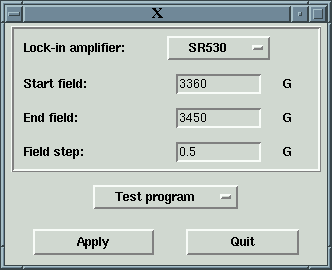 X
Lock-in amplifier: SR530
Start field: 3360 G
End field: 3450 G
Field step: 0.5 G
Test program
Apply Quit